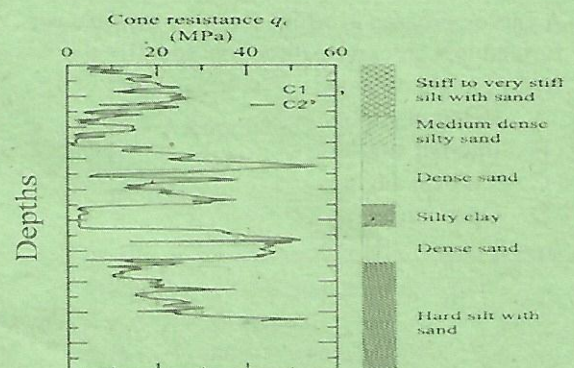 Cone resistance qc
(MPa)
0 20 40 60
C1
C2*
Depths
Stiff to very stiff
silt with sand
Medium dense
silty sand
Dense sand
Silty clay
Dense sand
Hard silt with
sand